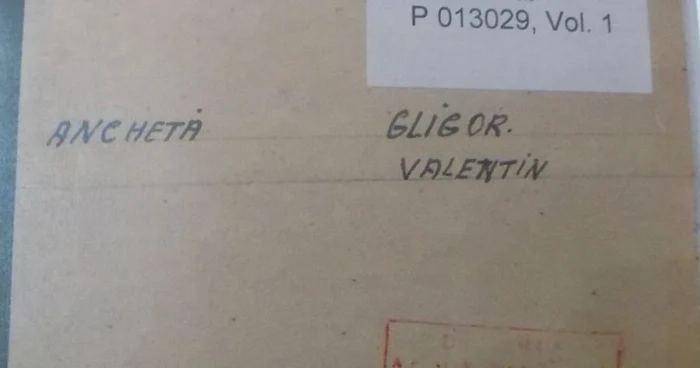 P 013029, Vol. 1
ANCHETĂ GLIGOR.
VALENTIN